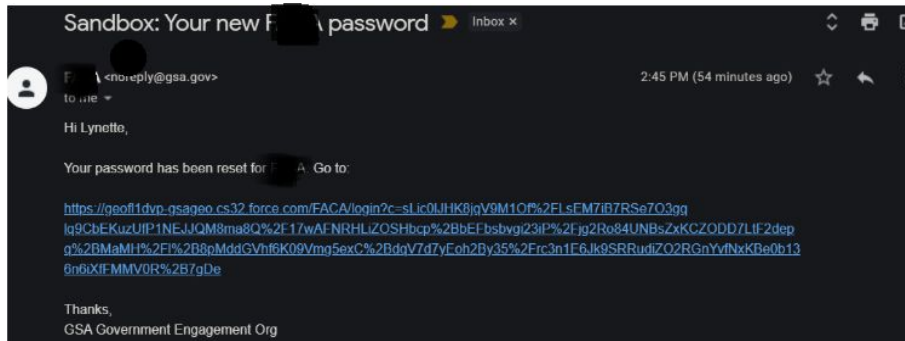 Sandbox: Your new password Inbox ×
<noreply@gsa.gov> 2:45 PM (54 minutes ago)
to me
Hi Lynette,
Your password has been reset for Go to:
https://geofl1dvp-gsageo.cs32.force.com/FACA/login?c=sLic0lJHK8jqV9M1Of%2FLsEM7iB7RSe7O3gq
lq9CbEKuzUfP1NEJJQM8ma8Q%2F17wAFNRHLiZOSHbcp%2BbEFbsbvgi23iP%2Fjg2Ro84UNBsZxKCZODD7LtF2dep
q%2BMaMH%2Fl%2B8pMddGVhf6K09Vmg5exC%2BdqV7d7yEoh2By35%2Frc3n1E6Jk9SRRudiZO2RGnYvfNxKBe0b13
6n6iXfFMMV0R%2B7gDe
Thanks,
GSA Government Engagement Org